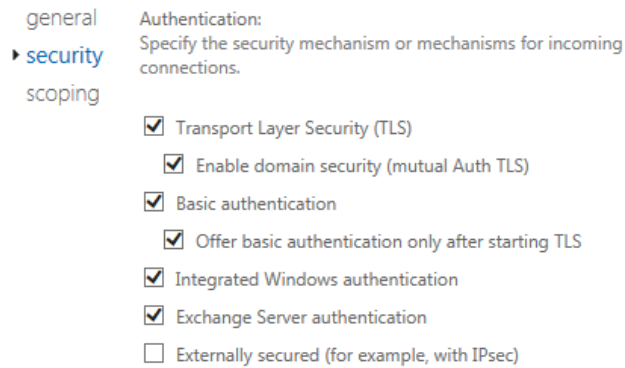 general
security
scoping
Authentication:
Specify the security mechanism or mechanisms for incoming
connections.
Transport Layer Security (TLS)
Enable domain security (mutual Auth TLS)
Basic authentication
Offer basic authentication only after starting TLS
Integrated Windows authentication
Exchange Server authentication
Externally secured (for example, with IPsec)